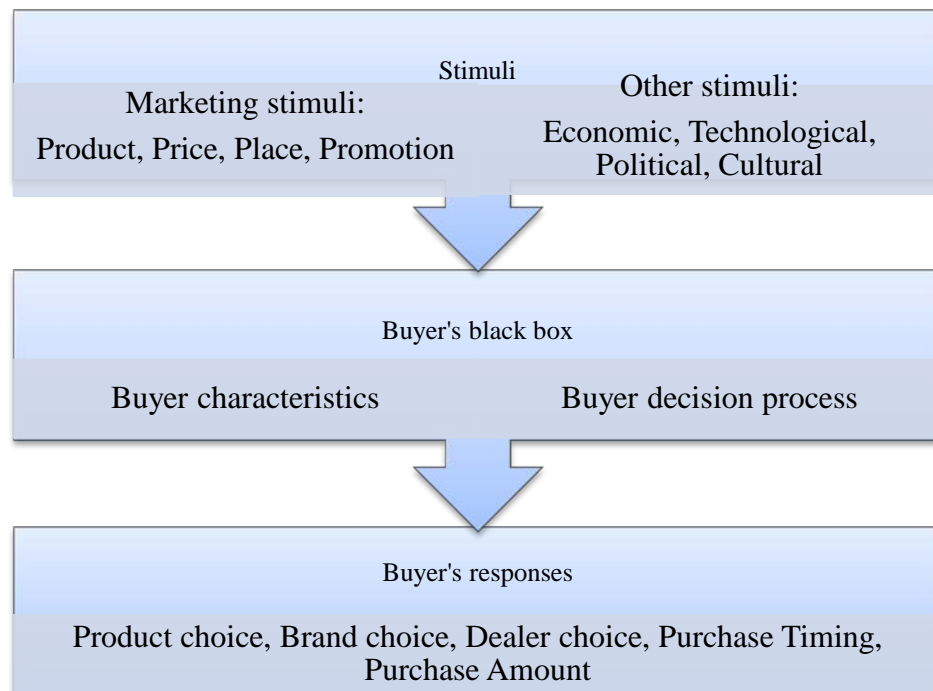 Stimuli
Marketing stimuli:
Product, Price, Place, Promotion
Other stimuli:
Economic, Technological,
Political, Cultural
Buyer's black box
Buyer characteristics
Buyer decision process
Buyer's responses
Product choice, Brand choice, Dealer choice, Purchase Timing,
Purchase Amount